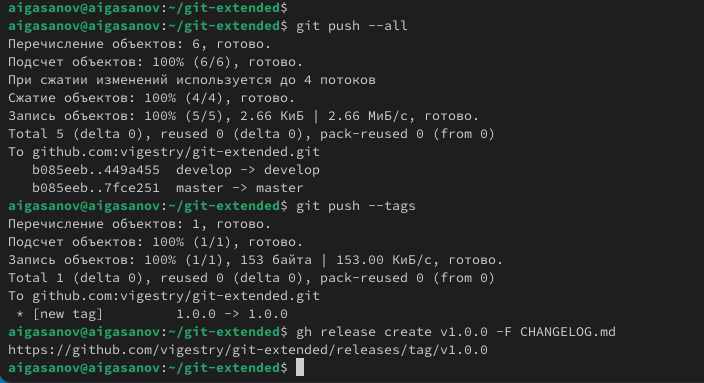 aigasanov@aigasanov:~/git-extended$
aigasanov@aigasanov:~/git-extended$ git push --all
Перечисление объектов: 6, готово.
Подсчет объектов: 100% (6/6), готово.
При сжатии изменений используется до 4 потоков
Сжатие объектов: 100% (4/4), готово.
Запись объектов: 100% (5/5), 2.66 КиБ | 2.66 МиБ/с, готово.
Total 5 (delta 0), reused 0 (delta 0), pack-reused 0 (from 0)
To github.com:vigestry/git-extended.git
   b085eeb..449a455  develop -> develop
   b085eeb..7fce251  master -> master
aigasanov@aigasanov:~/git-extended$ git push --tags
Перечисление объектов: 1, готово.
Подсчет объектов: 100% (1/1), готово.
Запись объектов: 100% (1/1), 153 байта | 153.00 КиБ/с, готово.
Total 1 (delta 0), reused 0 (delta 0), pack-reused 0 (from 0)
To github.com:vigestry/git-extended.git
 * [new tag]         1.0.0 -> 1.0.0
aigasanov@aigasanov:~/git-extended$ gh release create v1.0.0 -F CHANGELOG.md
https://github.com/vigestry/git-extended/releases/tag/v1.0.0
aigasanov@aigasanov:~/git-extended$